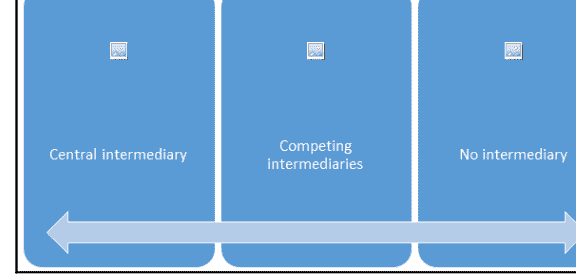 Central intermediary
Competing
intermediaries
No intermediary